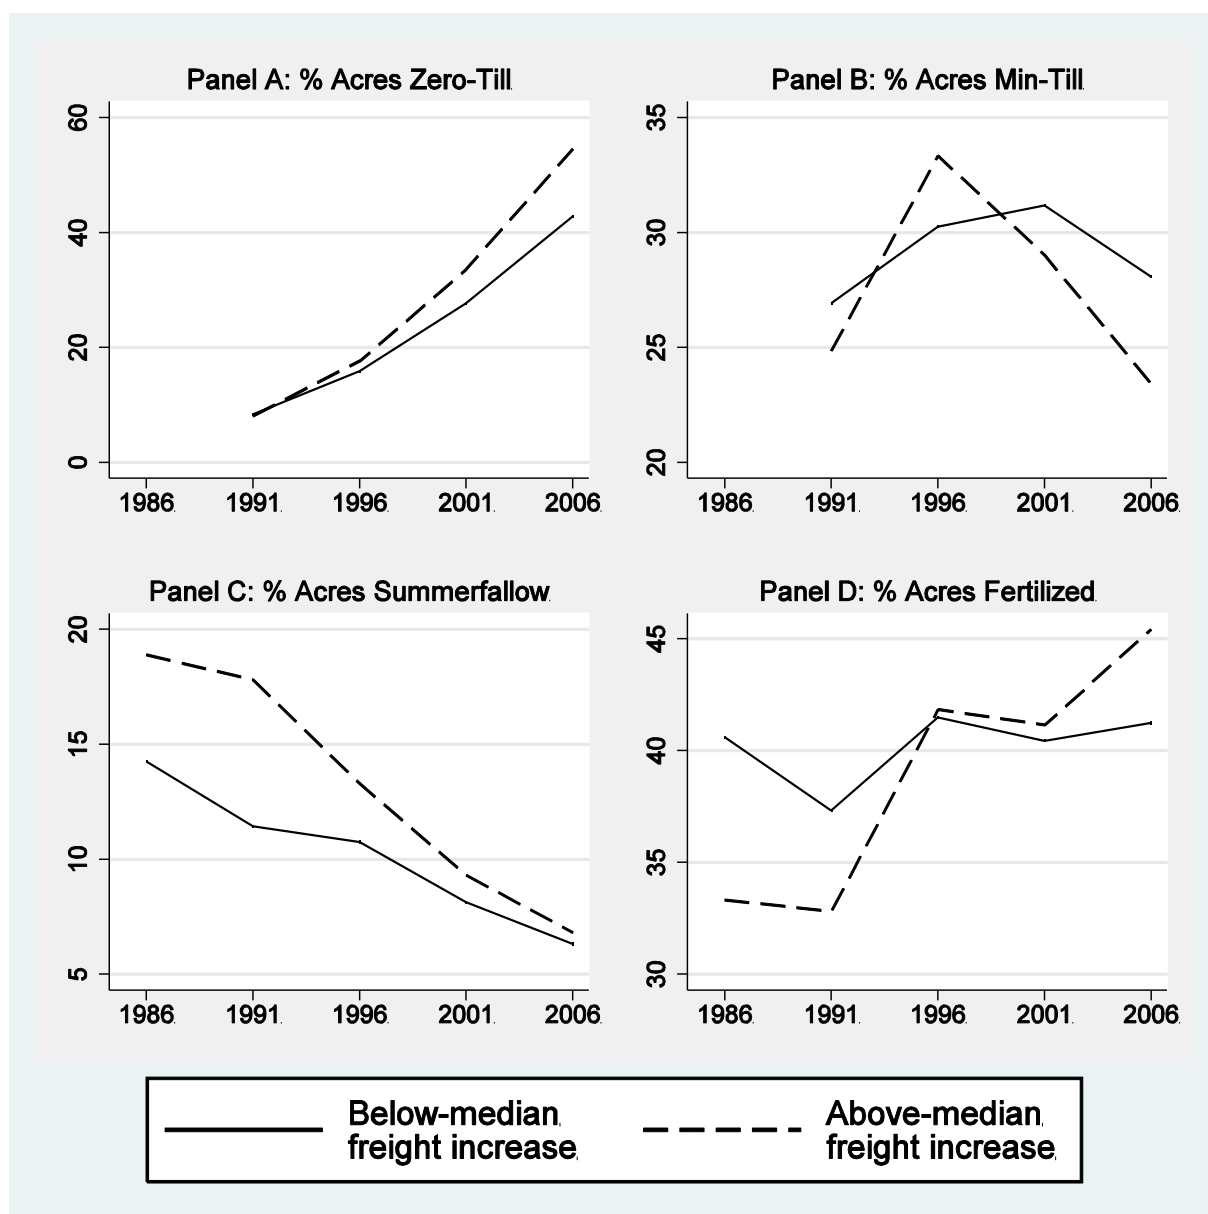 Panel A: % Acres Zero-Till
60
40
20
0
1986 1991 1996 2001 2006
Panel B: % Acres Min-Till
35
30
25
20
1986 1991 1996 2001 2006
Panel C: % Acres Summerfallow
20
15
10
5
1986 1991 1996 2001 2006
Panel D: % Acres Fertilized
45
40
35
30
1986 1991 1996 2001 2006
Below-median
freight increase
Above-median
freight increase